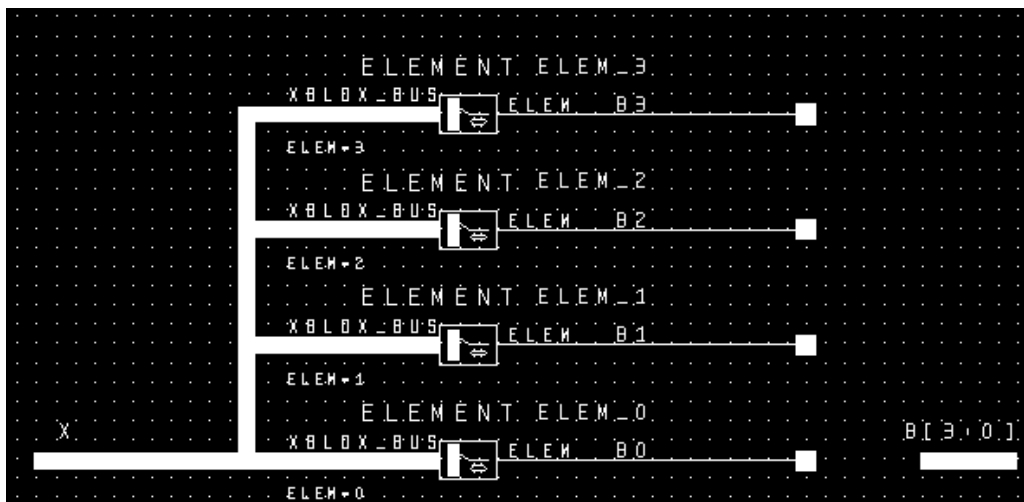 ELEMENT ELEM_3
XBLOX_BUS ELEM B3
ELEM=3
ELEMENT ELEM_2
XBLOX_BUS ELEM B2
ELEM=2
ELEMENT ELEM_1
XBLOX_BUS ELEM B1
ELEM=1
ELEMENT ELEM_0
X XBLOX_BUS ELEM B0 B[3:0]
ELEM=0